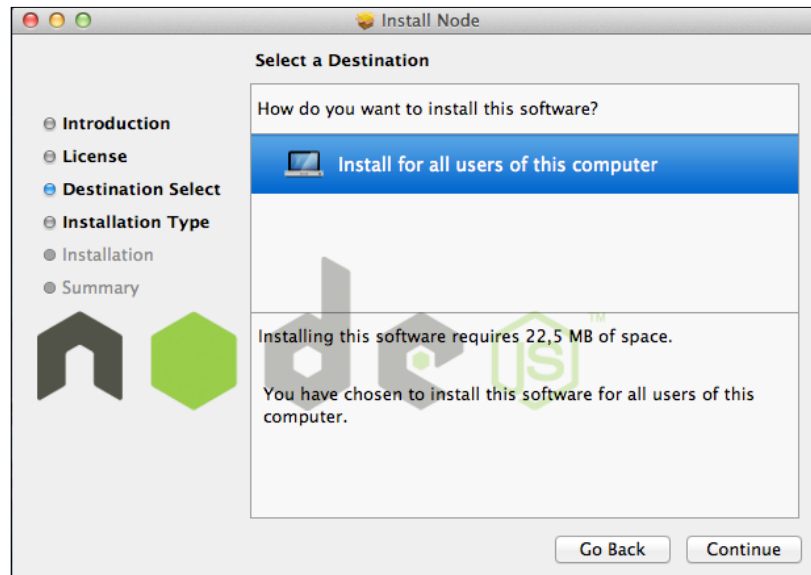 Install Node
Select a Destination
Introduction
License
Destination Select
Installation Type
Installation
Summary
How do you want to install this software?
Install for all users of this computer
Installing this software requires 22,5 MB of space.
You have chosen to install this software for all users of this
computer.
node
JS™
Go Back
Continue